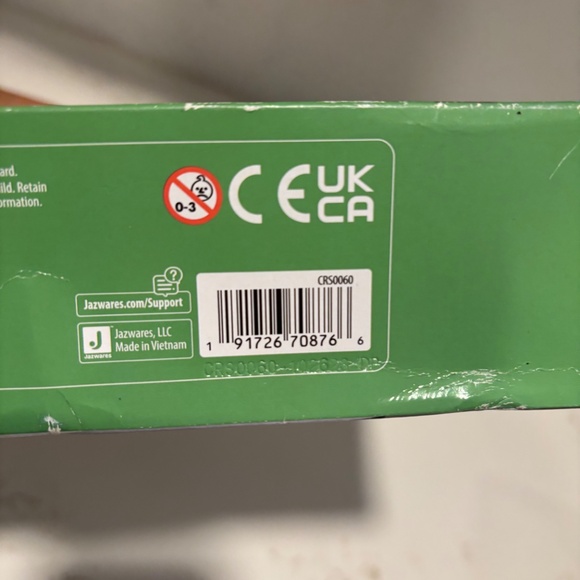 ard.
ild. Retain
ormation.
0-3
CE
UK
CA
?
Jazwares.com/Support
J
Jazwares
Jazwares, LLC
Made in Vietnam
CRS0060
1 91726 70876 6